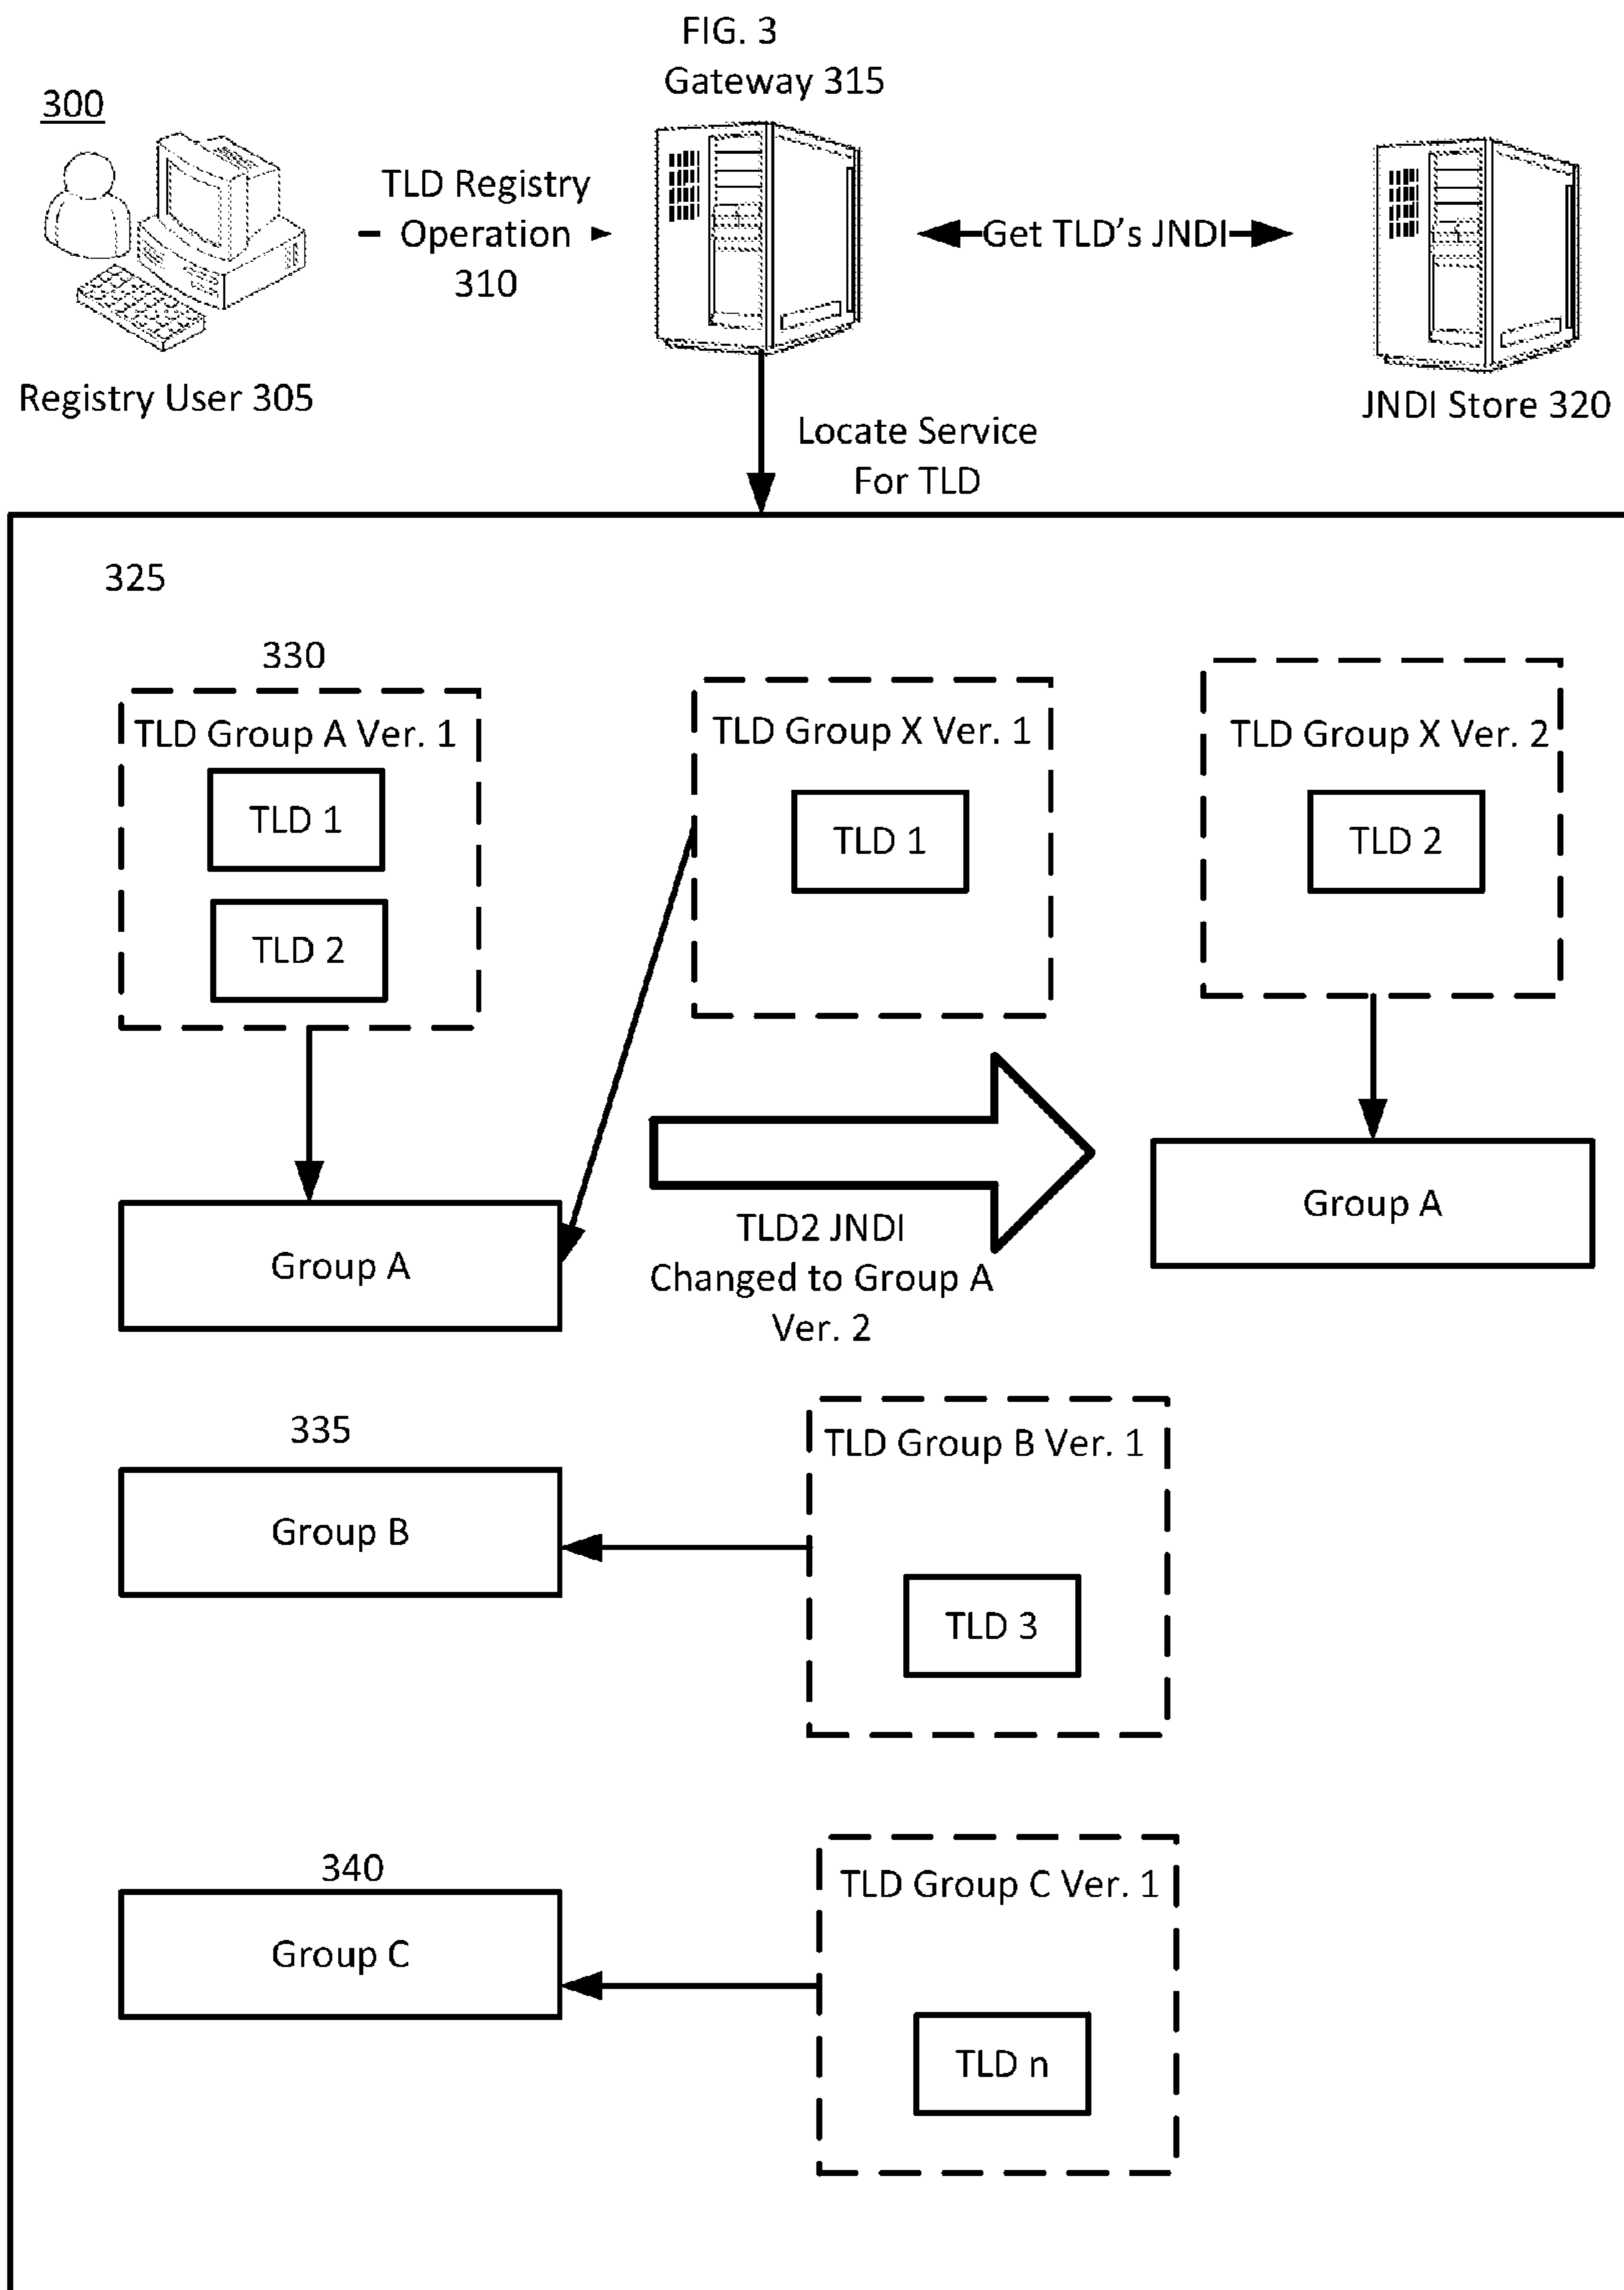 FIG. 3
Gateway 315
300
TLD Registry
Operation
310
Get TLD's JNDI
Registry User 305
JNDI Store 320
Locate Service
For TLD
325
330
TLD Group A Ver. 1
TLD 1
TLD 2
TLD Group X Ver. 1
TLD 1
TLD Group X Ver. 2
TLD 2
Group A
TLD2 JNDI
Changed to Group A
Ver. 2
Group A
335
Group B
TLD Group B Ver. 1
TLD 3
340
Group C
TLD Group C Ver. 1
TLD n